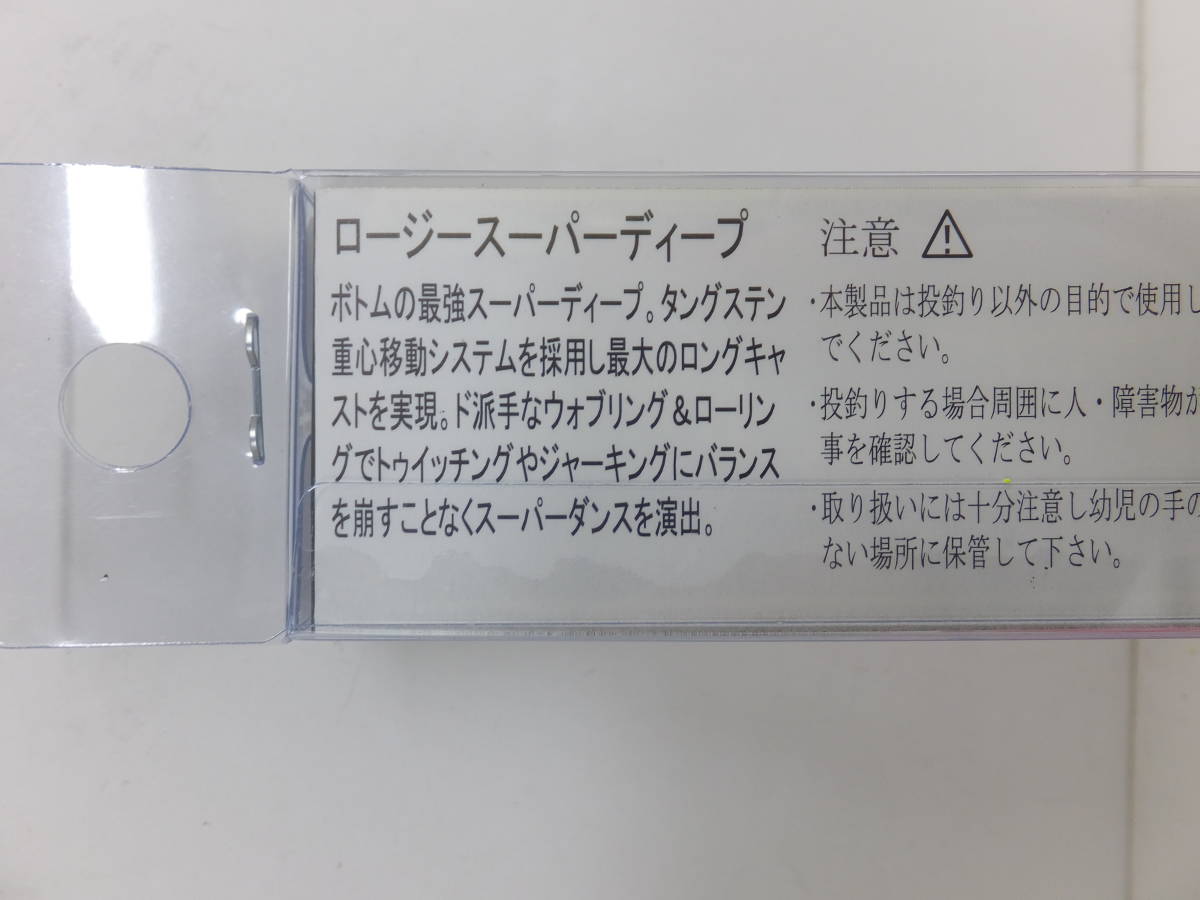 ロージースーパーディープ
ボトムの最強スーパーディープ。タングステン
重心移動システムを採用し最大のロングキャ
ストを実現。ド派手なウォブリング＆ローリン
グでトゥイッチングやジャーキングにバランス
を崩すことなくスーパーダンスを演出。
注意
・本製品は投釣り以外の目的で使用し
でください。
・投釣りする場合周囲に人・障害物が
事を確認してください。
・取り扱いには十分注意し幼児の手の
ない場所に保管して下さい。